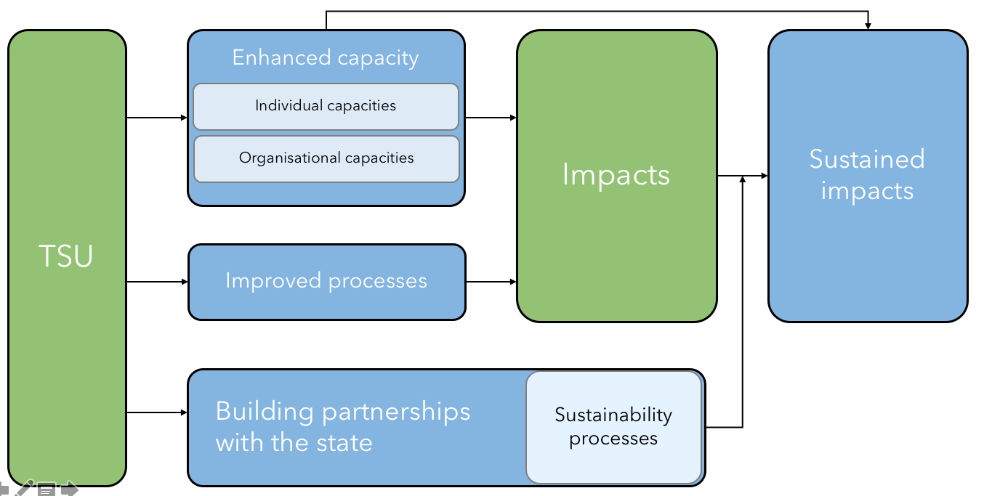 TSU
Enhanced capacity
Individual capacities
Organisational capacities
Improved processes
Building partnerships
with the state
Sustainability
processes
Impacts
Sustained
impacts